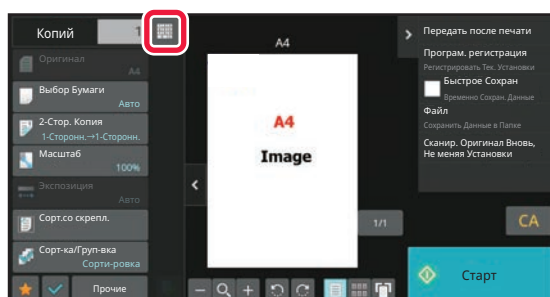 Копий
1
Оригинал
A4
Выбор Бумаги
Авто
2-Стор. Копия
1-Сторонн.→1-Сторонн.
Масштаб
100%
Экспозиция
Авто
Сорт.со скрепл.
Сорт-ка/Груп-вка
Сорти-ровка
Прочие
A4
A4
Image
1/1
Передать после печати
Програм. регистрация
Регистрировать Тек. Установки
Быстрое Сохран
Временно Сохран. Данные
Файл
Сохранить Данные в Папке
Сканир. Оригинал Вновь,
Не меняя Установки
CA
Старт